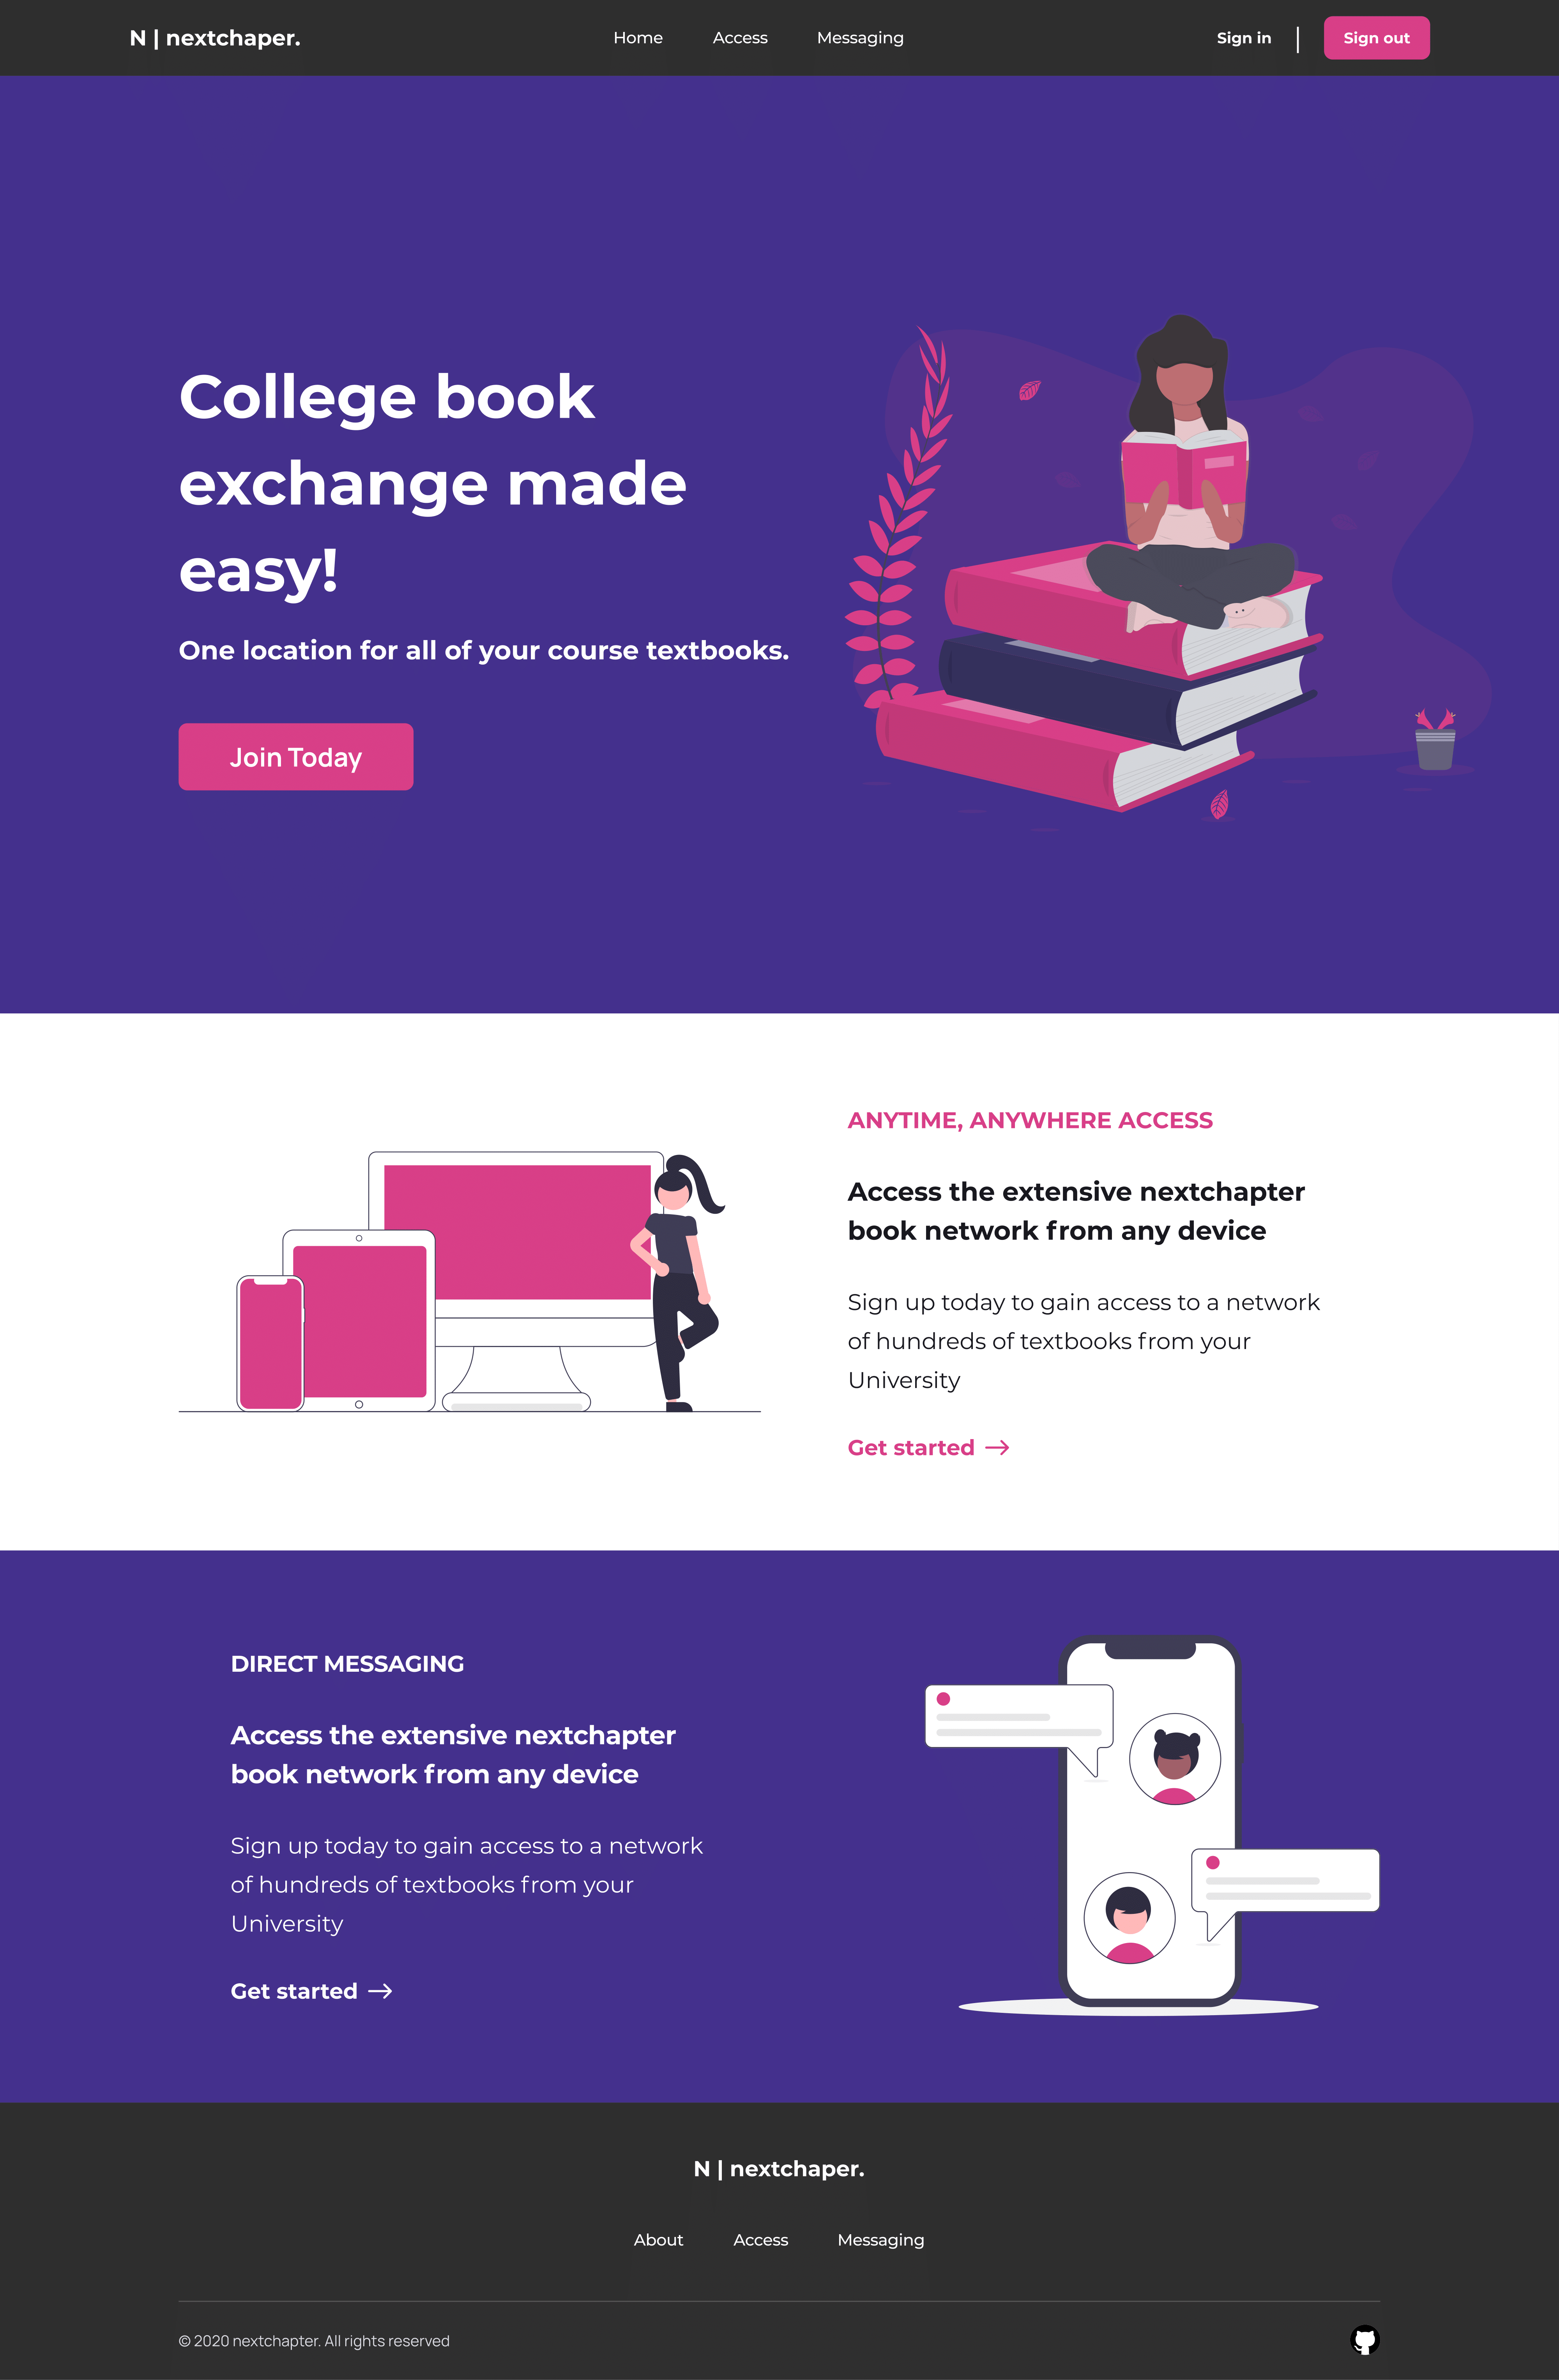 N | nextchaper.
Home Access Messaging
Sign in | Sign out
College book
exchange made
easy!
One location for all of your course textbooks.
Join Today
ANYTIME, ANYWHERE ACCESS
Access the extensive nextchapter
book network from any device
Sign up today to gain access to a network
of hundreds of textbooks from your
University
Get started →
DIRECT MESSAGING
Access the extensive nextchapter
book network from any device
Sign up today to gain access to a network
of hundreds of textbooks from your
University
Get started →
N | nextchaper.
About Access Messaging
© 2020 nextchapter. All rights reserved